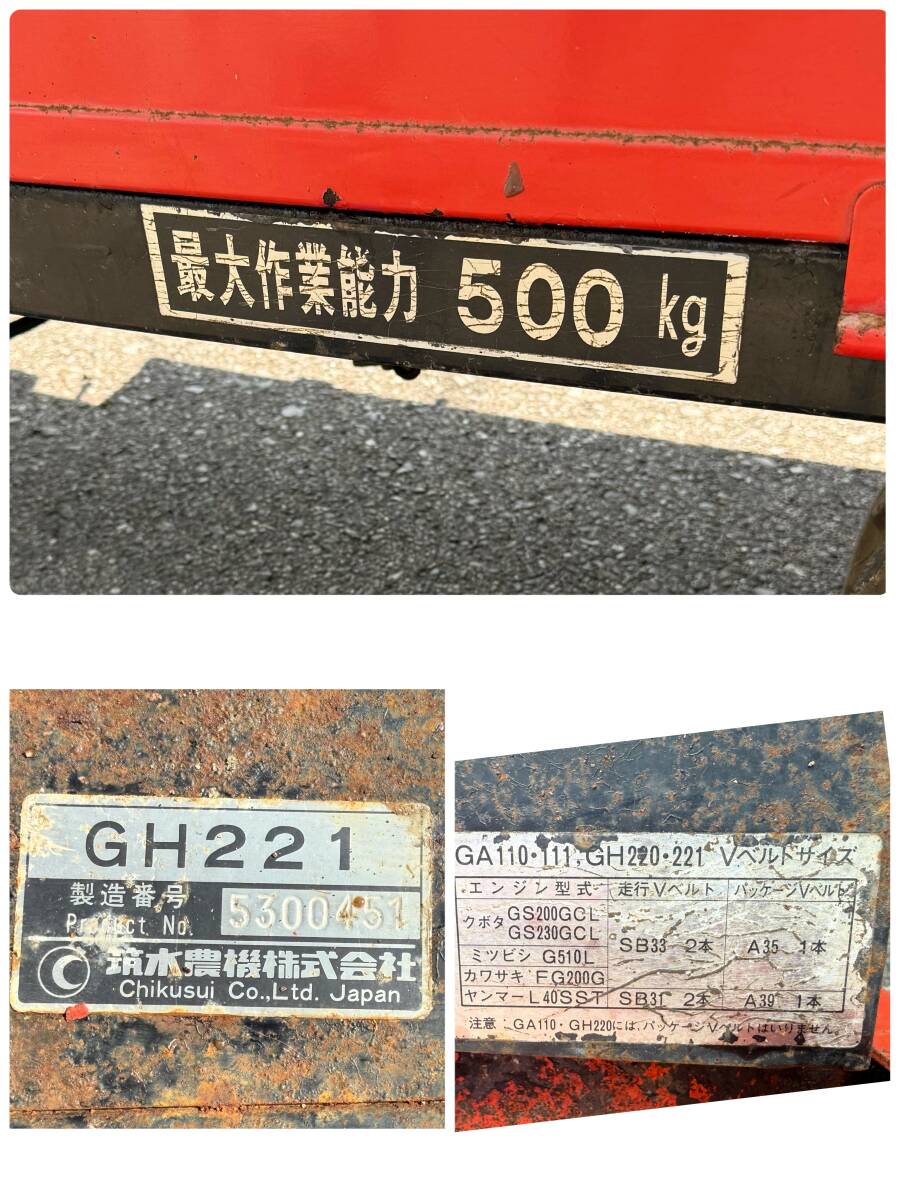 最大作業能力 500 kg
GH221
製造番号
Product No. 5300451
筑水農機株式会社
Chikusui Co.,Ltd. Japan
GA110・111, GH220・221 Vベルトサイズ
エンジン型式 走行Vベルト パッケージVベルト
クボタ GS200GCL
GS230GCL
SB33 2本 A35 1本
ミツビシ G510L
カワサキ FG200G
ヤンマー L40SST SB31 2本 A39 1本
注意：GA110・GH220には、パッケージVベルトはいりません。